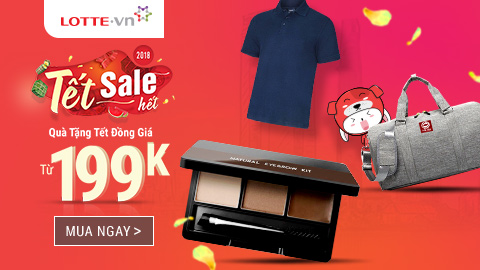 LOTTE.vn
2018
Tết Sale hết
Quà Tặng Tết Đồng Giá
Từ 199K
MUA NGAY >
NATURAL EYEBROW KIT